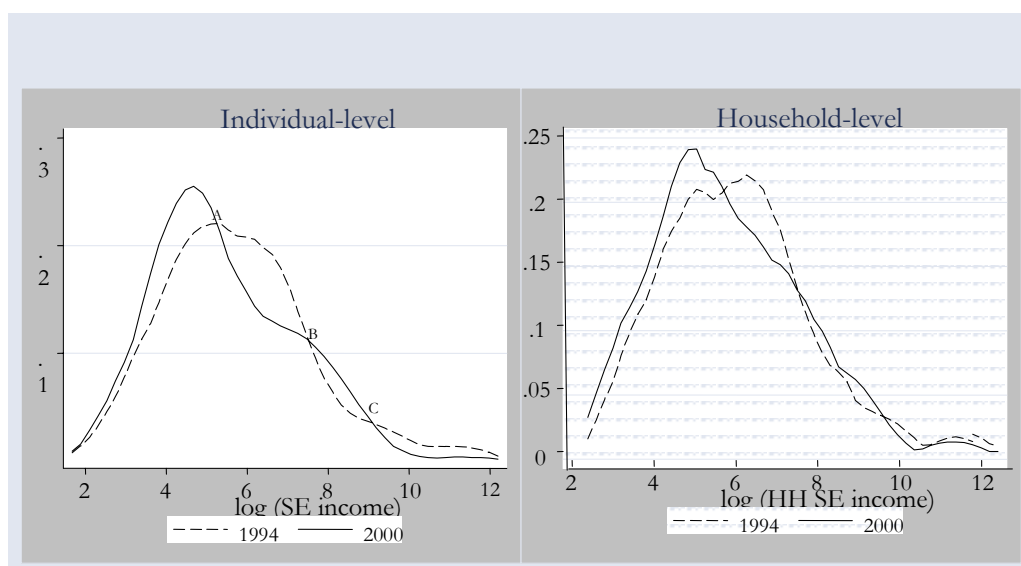 Individual-level
.
3
.
2
.
1
A
B
C
2 4 6 8 10 12
log (SE income)
1994 2000
Household-level
.25
.2
.15
.1
.05
0
2 4 6 8 10 12
log (HH SE income)
1994 2000